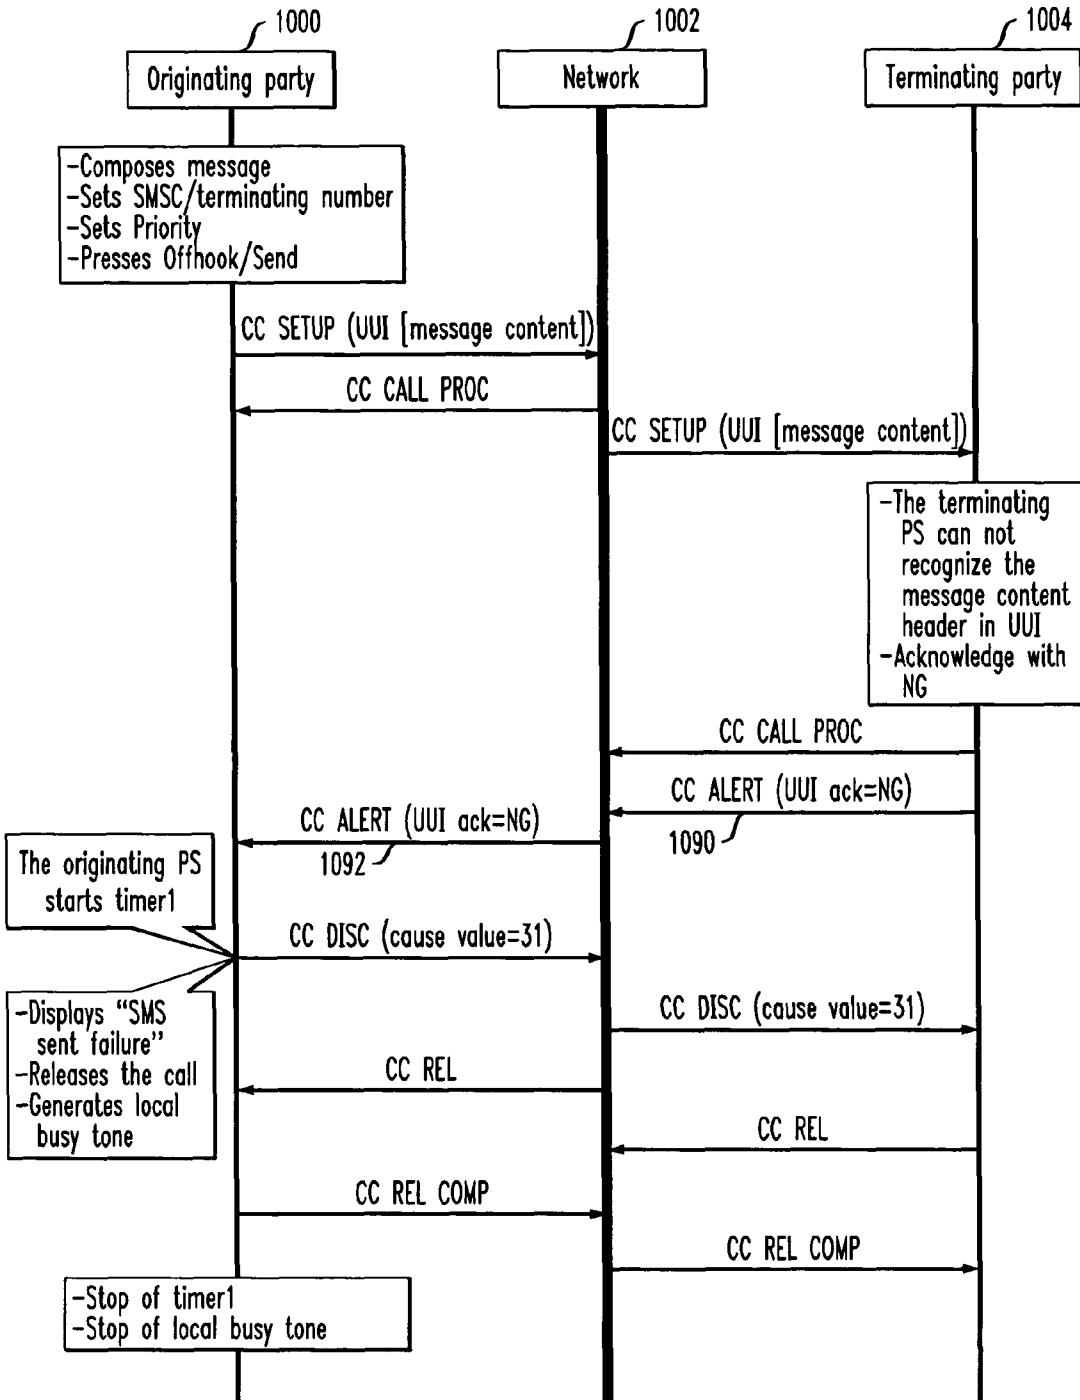 1000
1002
1004
Originating party
Network
Terminating party
-Composes message
-Sets SMSC/terminating number
-Sets Priority
-Presses Offhook/Send
CC SETUP (UUI [message content])
CC CALL PROC
CC SETUP (UUI [message content])
-The terminating
PS can not
recognize the
message content
header in UUI
-Acknowledge with
NG
CC CALL PROC
CC ALERT (UUI ack=NG)
1090
CC ALERT (UUI ack=NG)
1092
The originating PS
starts timer1
CC DISC (cause value=31)
-Displays “SMS
sent failure”
-Releases the call
-Generates local
busy tone
CC DISC (cause value=31)
CC REL
CC REL
CC REL COMP
CC REL COMP
-Stop of timer1
-Stop of local busy tone